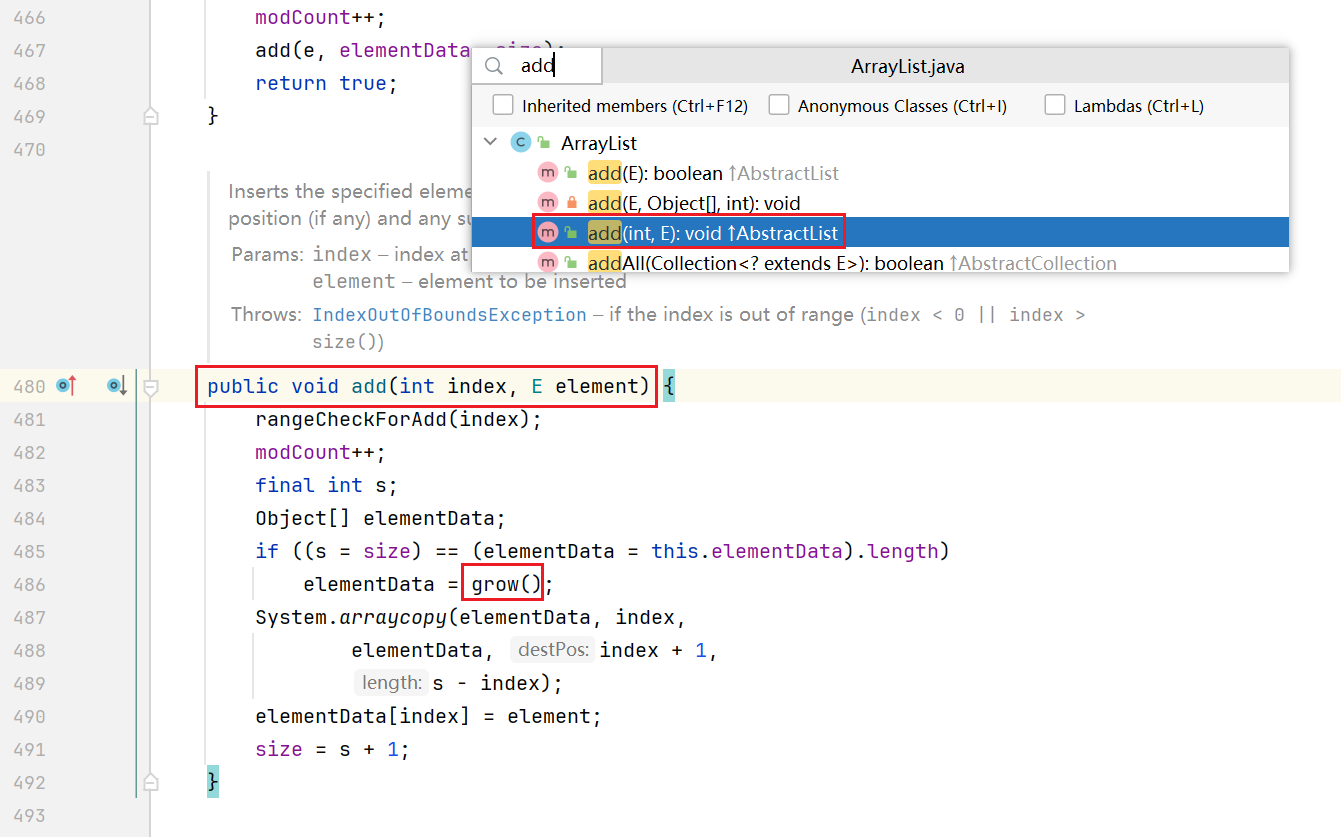 466 modCount++;
467 add(e, elementData, size);
468 return true;
469 }
470
add ArrayList.java
Inherited members (Ctrl+F12) Anonymous Classes (Ctrl+I) Lambdas (Ctrl+L)
C ArrayList
m add(E): boolean ↑AbstractList
m add(E, Object[], int): void
m add(int, E): void ↑AbstractList
m addAll(Collection<? extends E>): boolean ↑AbstractCollection
Inserts the specified eleme
position (if any) and any su
Params: index – index at
element – element to be inserted
Throws: IndexOutOfBoundsException – if the index is out of range (index < 0 || index >
size())
480 public void add(int index, E element) {
481 rangeCheckForAdd(index);
482 modCount++;
483 final int s;
484 Object[] elementData;
485 if ((s = size) == (elementData = this.elementData).length)
486 elementData = grow();
487 System.arraycopy(elementData, index,
488 elementData, destPos: index + 1,
489 length: s - index);
490 elementData[index] = element;
491 size = s + 1;
492 }
493